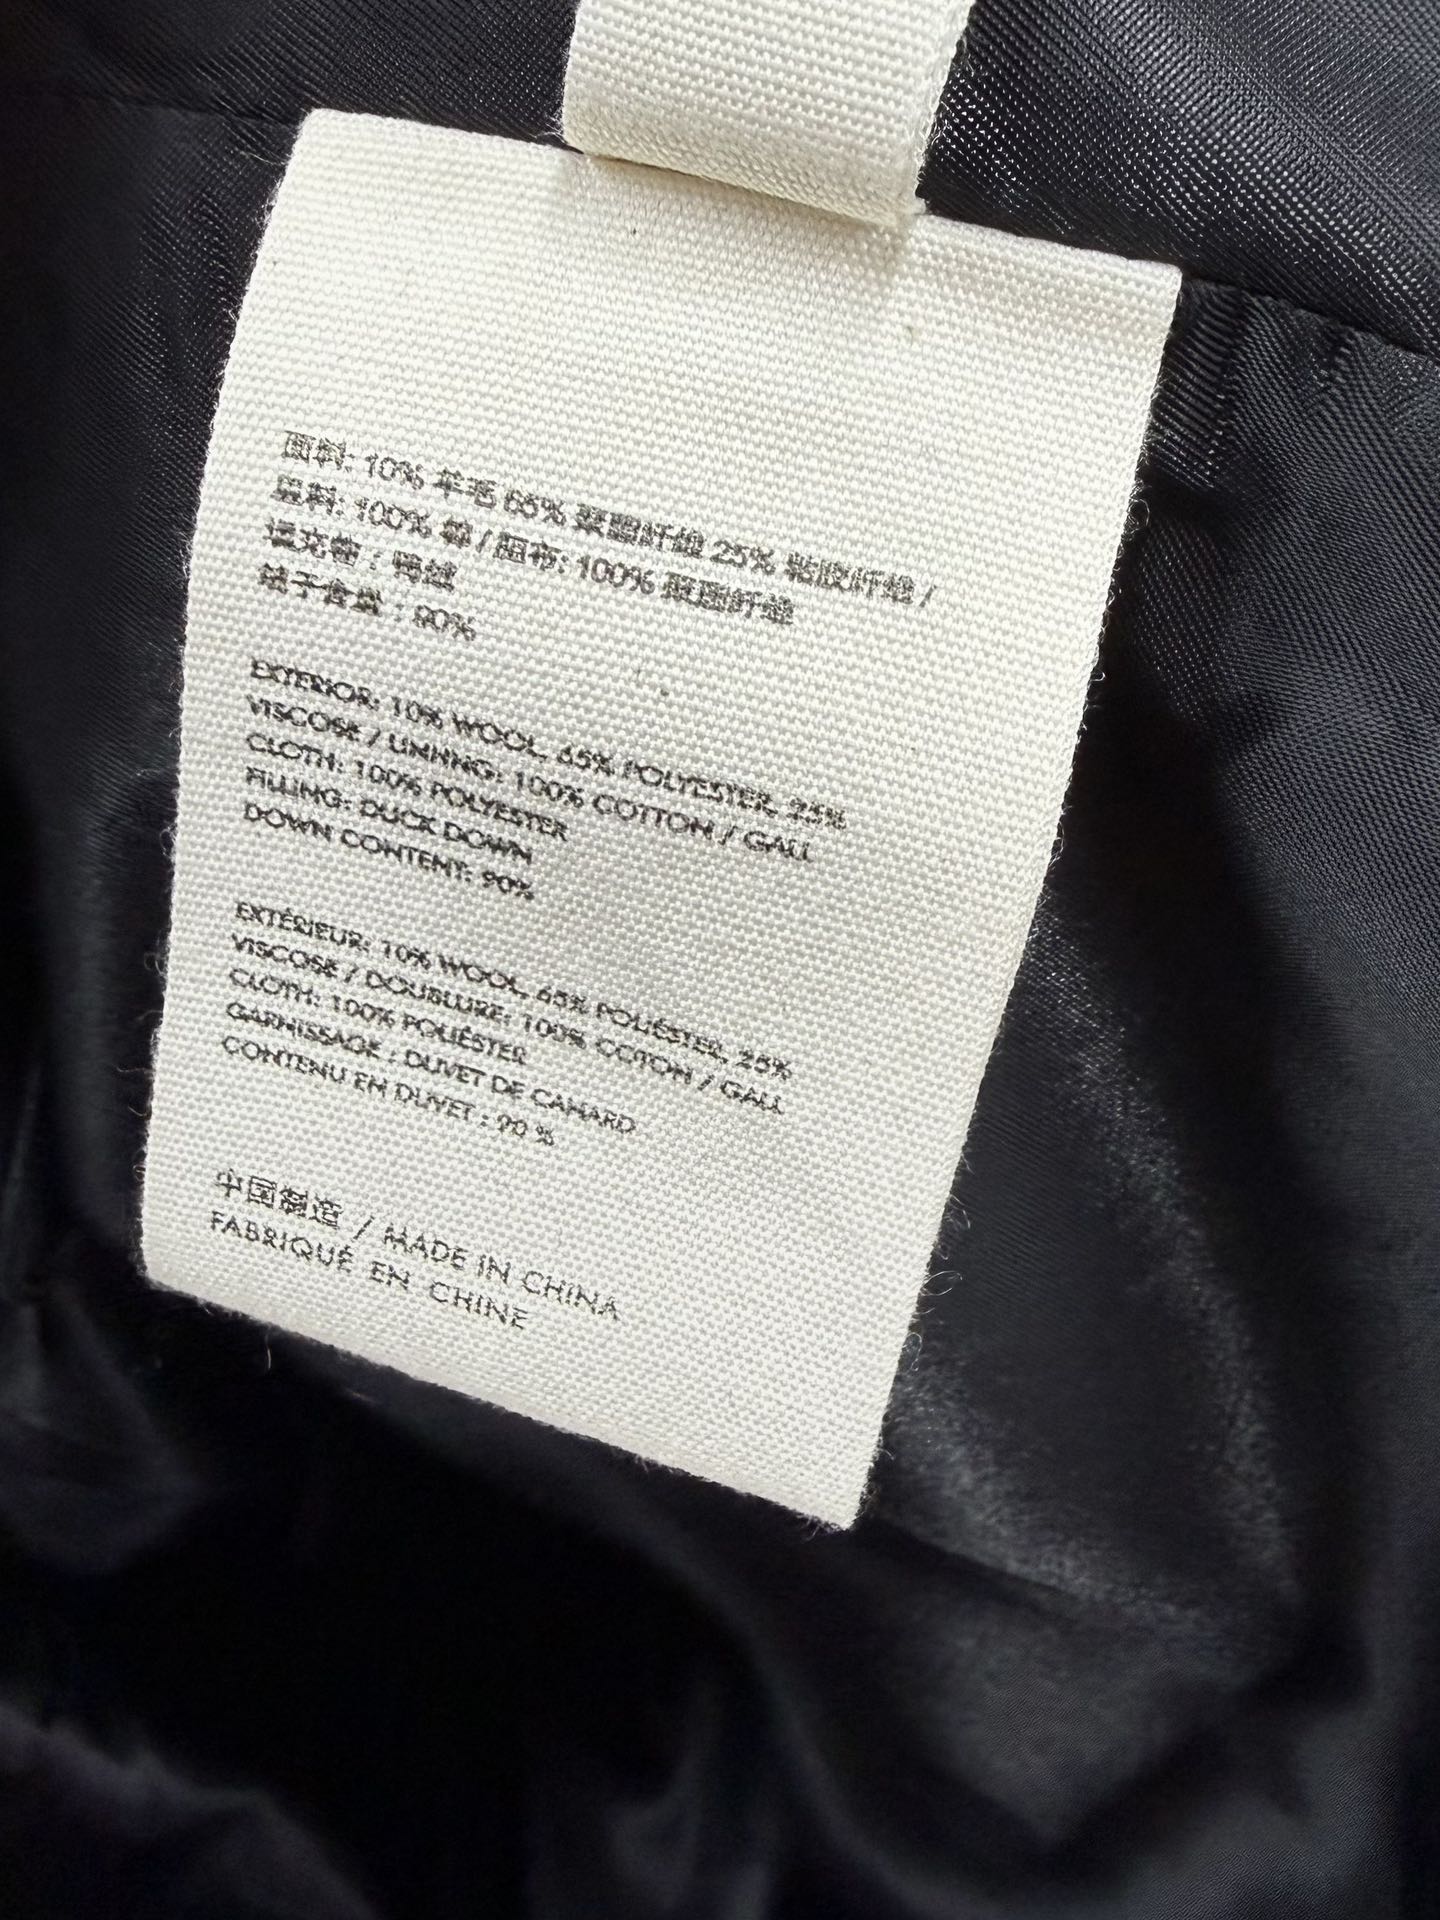 面料: 10% 羊毛 65% 聚酯纤维 25% 粘胶纤维 /
里料: 100% 棉 / 胆布: 100% 聚酯纤维
填充物 : 鸭绒
绒子含量 : 90%
EXTERIOR: 10% WOOL, 65% POLYESTER, 25%
VISCOSE / LINHNG: 100% COTTON / GALL
CLOTH: 100% POLYESTER
FILLING: DUCK DOWN
DOWN CONTENT: 90%
EXTÉRIEUR: 10% WOOL, 65% POLIÉSTER, 25%
VISCOSE / DOUBLURE: 100% COTON / GALL
CLOTH: 100% POLIÉSTER
GARNISSAGE : DUVET DE CANARD
CONTENU EN DUVET : 90 %
中国制造 / MADE IN CHINA
FABRIQUÉ EN CHINE